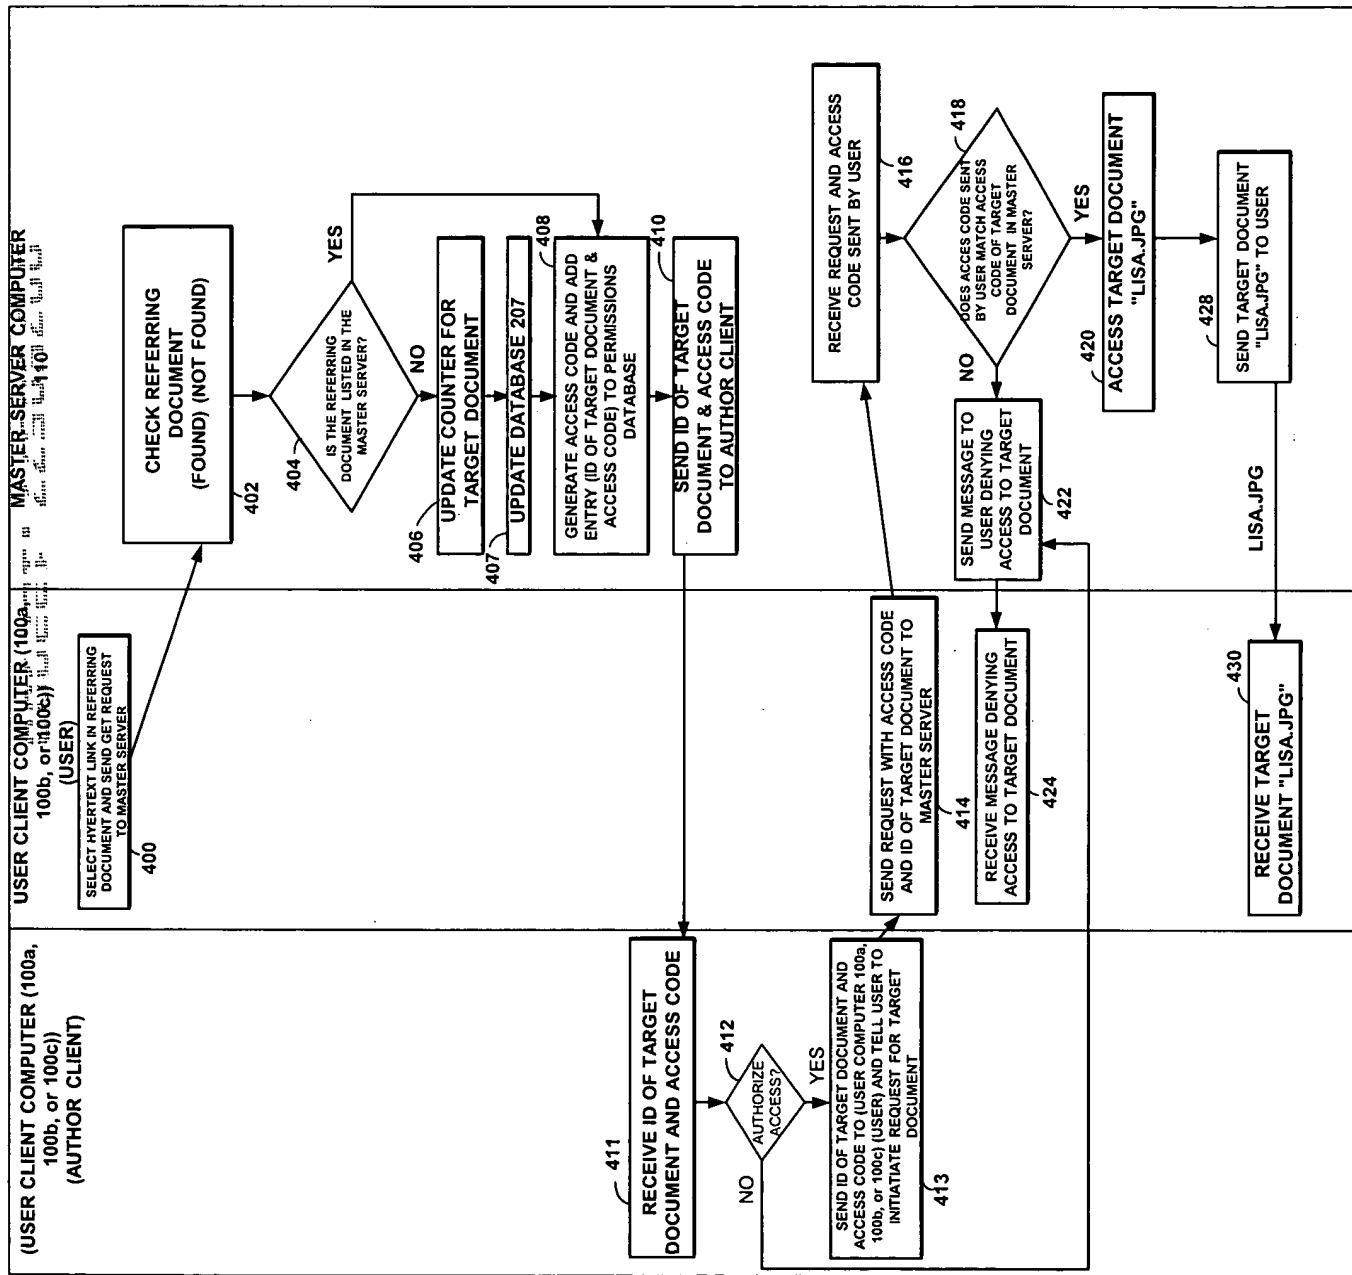 (USER CLIENT COMPUTER (100a,
100b, or 100c))
(AUTHOR CLIENT)
USER CLIENT COMPUTER (100a,
100b, or 100c))
(USER)
MASTER SERVER COMPUTER
110
SELECT HYERTEXT LINK IN REFERRING
DOCUMENT AND SEND GET REQUEST
TO MASTER SERVER
400
CHECK REFERRING
DOCUMENT
(FOUND) (NOT FOUND)
402
IS THE REFERRING
DOCUMENT LISTED IN THE
MASTER SERVER?
404
YES
NO
UPDATE COUNTER FOR
TARGET DOCUMENT
406
UPDATE DATABASE 207
407
GENERATE ACCESS CODE AND ADD
ENTRY (ID OF TARGET DOCUMENT &
ACCESS CODE) TO PERMISSIONS
DATABASE
408
SEND ID OF TARGET
DOCUMENT & ACCESS CODE
TO AUTHOR CLIENT
410
RECEIVE ID OF TARGET
DOCUMENT AND ACCESS CODE
411
AUTHORIZE
ACCESS?
412
NO
YES
SEND ID OF TARGET DOCUMENT AND
ACCESS CODE TO (USER COMPUTER 100a,
100b, or 100c) (USER) AND TELL USER TO
INITIATE REQUEST FOR TARGET
DOCUMENT
413
SEND REQUEST WITH ACCESS CODE
AND ID OF TARGET DOCUMENT TO
MASTER SERVER
414
RECEIVE REQUEST AND ACCESS
CODE SENT BY USER
416
DOES ACCES CODE SENT
BY USER MATCH ACCESS
CODE OF TARGET
DOCUMENT IN MASTER
SERVER?
418
NO
YES
SEND MESSAGE TO
USER DENYING
ACCESS TO TARGET
DOCUMENT
422
RECEIVE MESSAGE DENYING
ACCESS TO TARGET DOCUMENT
424
ACCESS TARGET DOCUMENT
"LISA.JPG"
420
SEND TARGET DOCUMENT
"LISA.JPG" TO USER
428
LISA.JPG
RECEIVE TARGET
DOCUMENT "LISA.JPG"
430